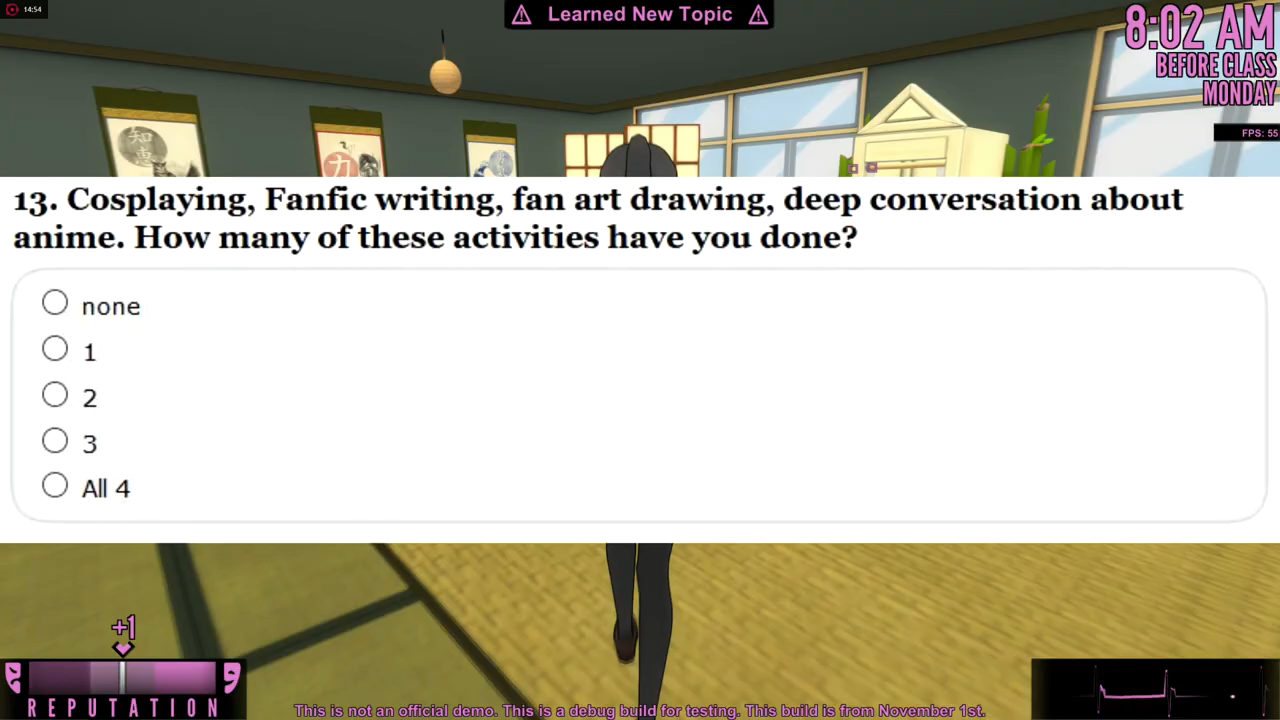 14:54
Learned New Topic
8:02 AM
BEFORE CLASS
MONDAY
FPS: 55
知恵
力
13. Cosplaying, Fanfic writing, fan art drawing, deep conversation about
anime. How many of these activities have you done?
none
1
2
3
All 4
+1
REPUTATION
This is not an official demo. This is a debug build for testing. This build is from November 1st.